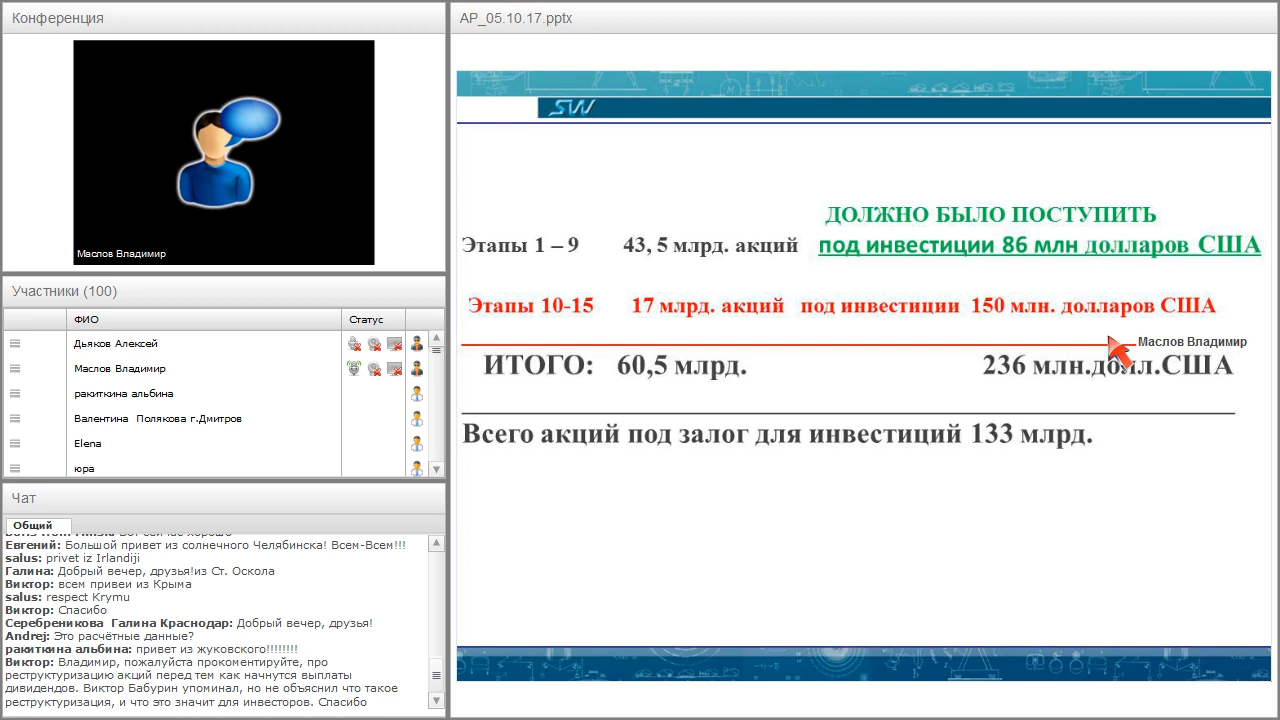 Конференция
Маслов Владимир
Участники (100)
ФИО
Статус
Дьяков Алексей
Маслов Владимир
ракиткина альбина
Валентина Полякова г.Дмитров
Elena
юра
Чат
Общий
Евгений: Большой привет из солнечного Челябинска! Всем-Всем!!!
salus: privet iz Irlandiji
Галина: Добрый вечер, друзья!из Ст. Оскола
Виктор: всем привеи из Крыма
salus: respect Krymu
Виктор: Спасибо
Серебреникова Галина Краснодар: Добрый вечер, друзья!
Andrej: Это расчётные данные?
ракиткина альбина: привет из жуковского!!!!!!!!
Виктор: Владимир, пожалуйста прокоментируйте, про
реструктуризацию акций перед тем как начнутся выплаты
дивидендов. Виктор Бабурин упоминал, но не объяснил что такое
реструктуризация, и что это значит для инвесторов. Спасибо
AP_05.10.17.pptx
SW
ДОЛЖНО БЫЛО ПОСТУПИТЬ
Этапы 1 – 9 43, 5 млрд. акций под инвестиции 86 млн долларов США
Этапы 10-15 17 млрд. акций под инвестиции 150 млн. долларов США
Маслов Владимир
ИТОГО: 60,5 млрд. 236 млн.долл.США
Всего акций под залог для инвестиций 133 млрд.